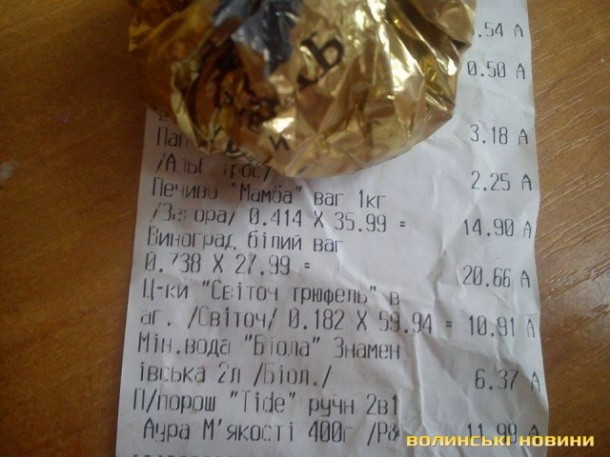 .54 А
0.50 А
3.18 А
2.25 А
Печиво "Мамба" ваг 1кг
0.414 X 35.99 = 14.90 А
Виноград білий ваг
0.738 X 27.99 = 20.66 А
Ц-ки "Світоч трюфель" в
аг. /Світоч/ 0.182 X 59.94 = 10.91 А
Мін.вода "Біола" Знамен
івська 2л /Біол./ 6.37 А
П/порош "Tide" ручн 2в1
Аура М'якості 400г /Р& 11.99 А
волинські новини